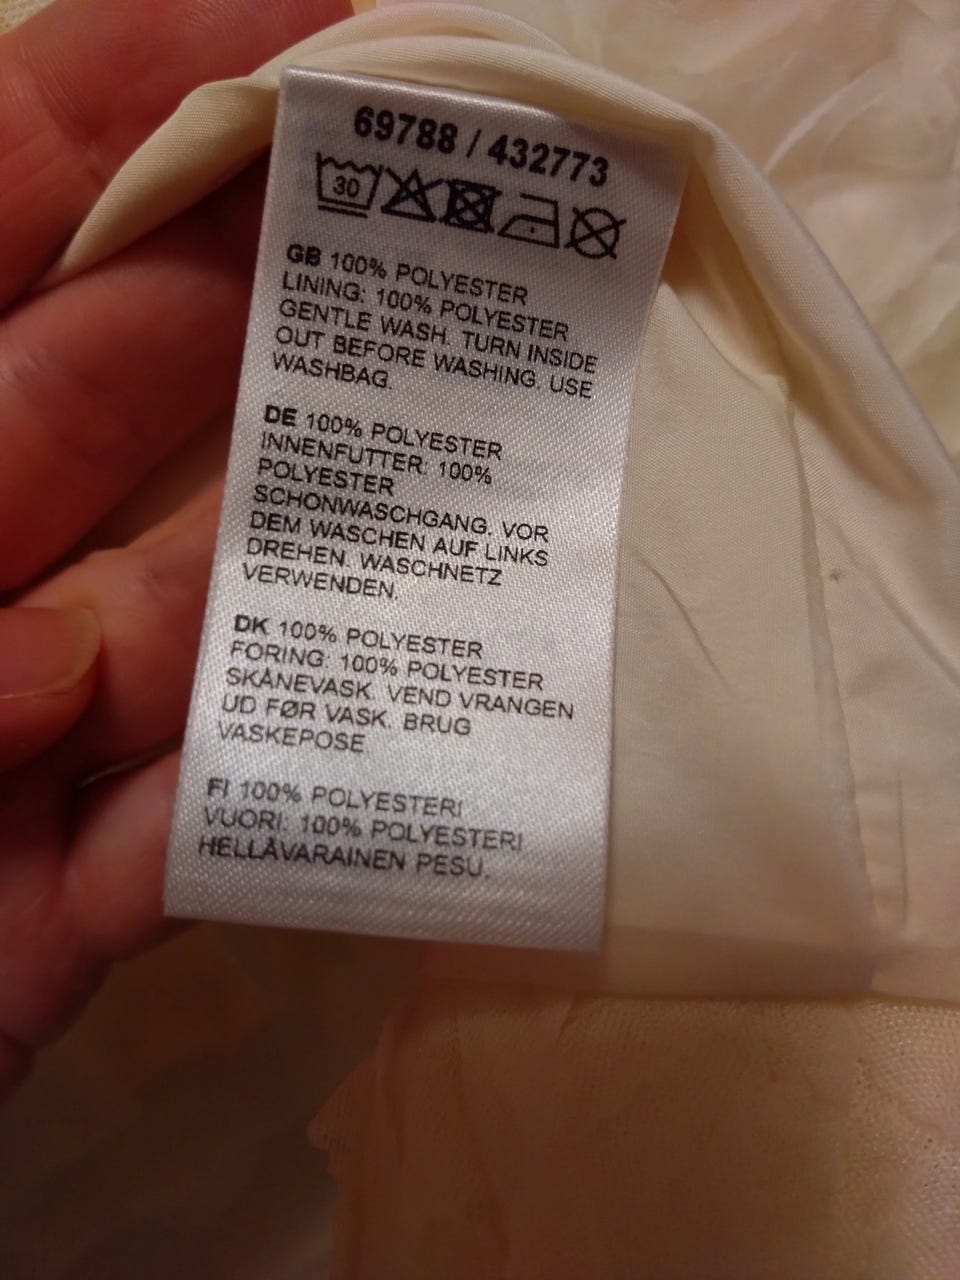 69788 / 432773
30
GB 100% POLYESTER
LINING: 100% POLYESTER
GENTLE WASH. TURN INSIDE
OUT BEFORE WASHING. USE
WASHBAG.
DE 100% POLYESTER
INNENFUTTER: 100%
POLYESTER
SCHONWASCHGANG. VOR
DEM WASCHEN AUF LINKS
DREHEN. WASCHNETZ
VERWENDEN.
DK 100% POLYESTER
FORING: 100% POLYESTER
SKÅNEVASK. VEND VRANGEN
UD FØR VASK. BRUG
VASKEPOSE.
FI 100% POLYESTERI
VUORI: 100% POLYESTERI
HELLÄVARAINEN PESU.